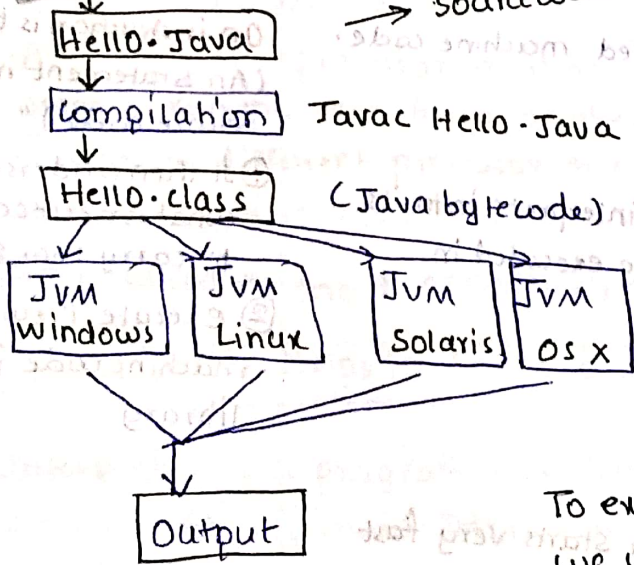 Hello.Java
Compilation Javac Hello.Java
Hello.class (Java bytecode)
JVM Windows
JVM Linux
JVM Solaris
JVM OS X
Output
To